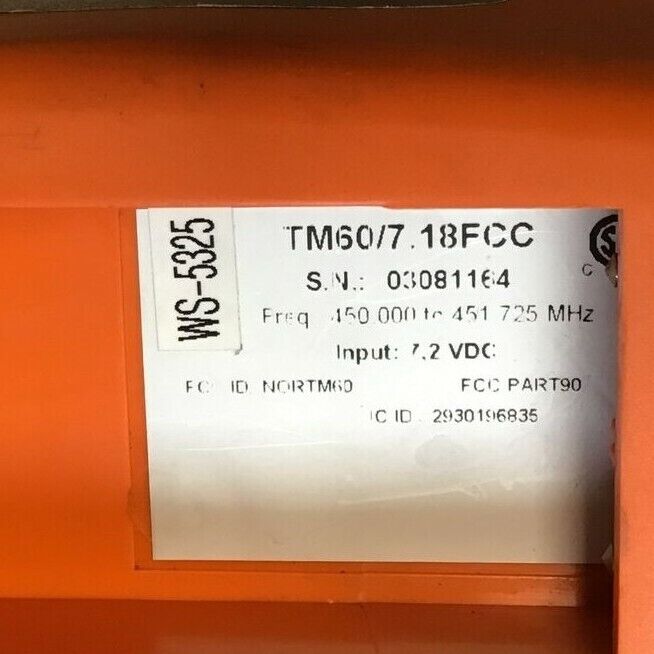 WS-5325
TM60/7.18FCC
S.N.: 03081164
Freq 450.000 to 451.725 MHz
Input: 7.2 VDC
FCC ID NORTM60 FCC PART90
IC ID 2930196835
C